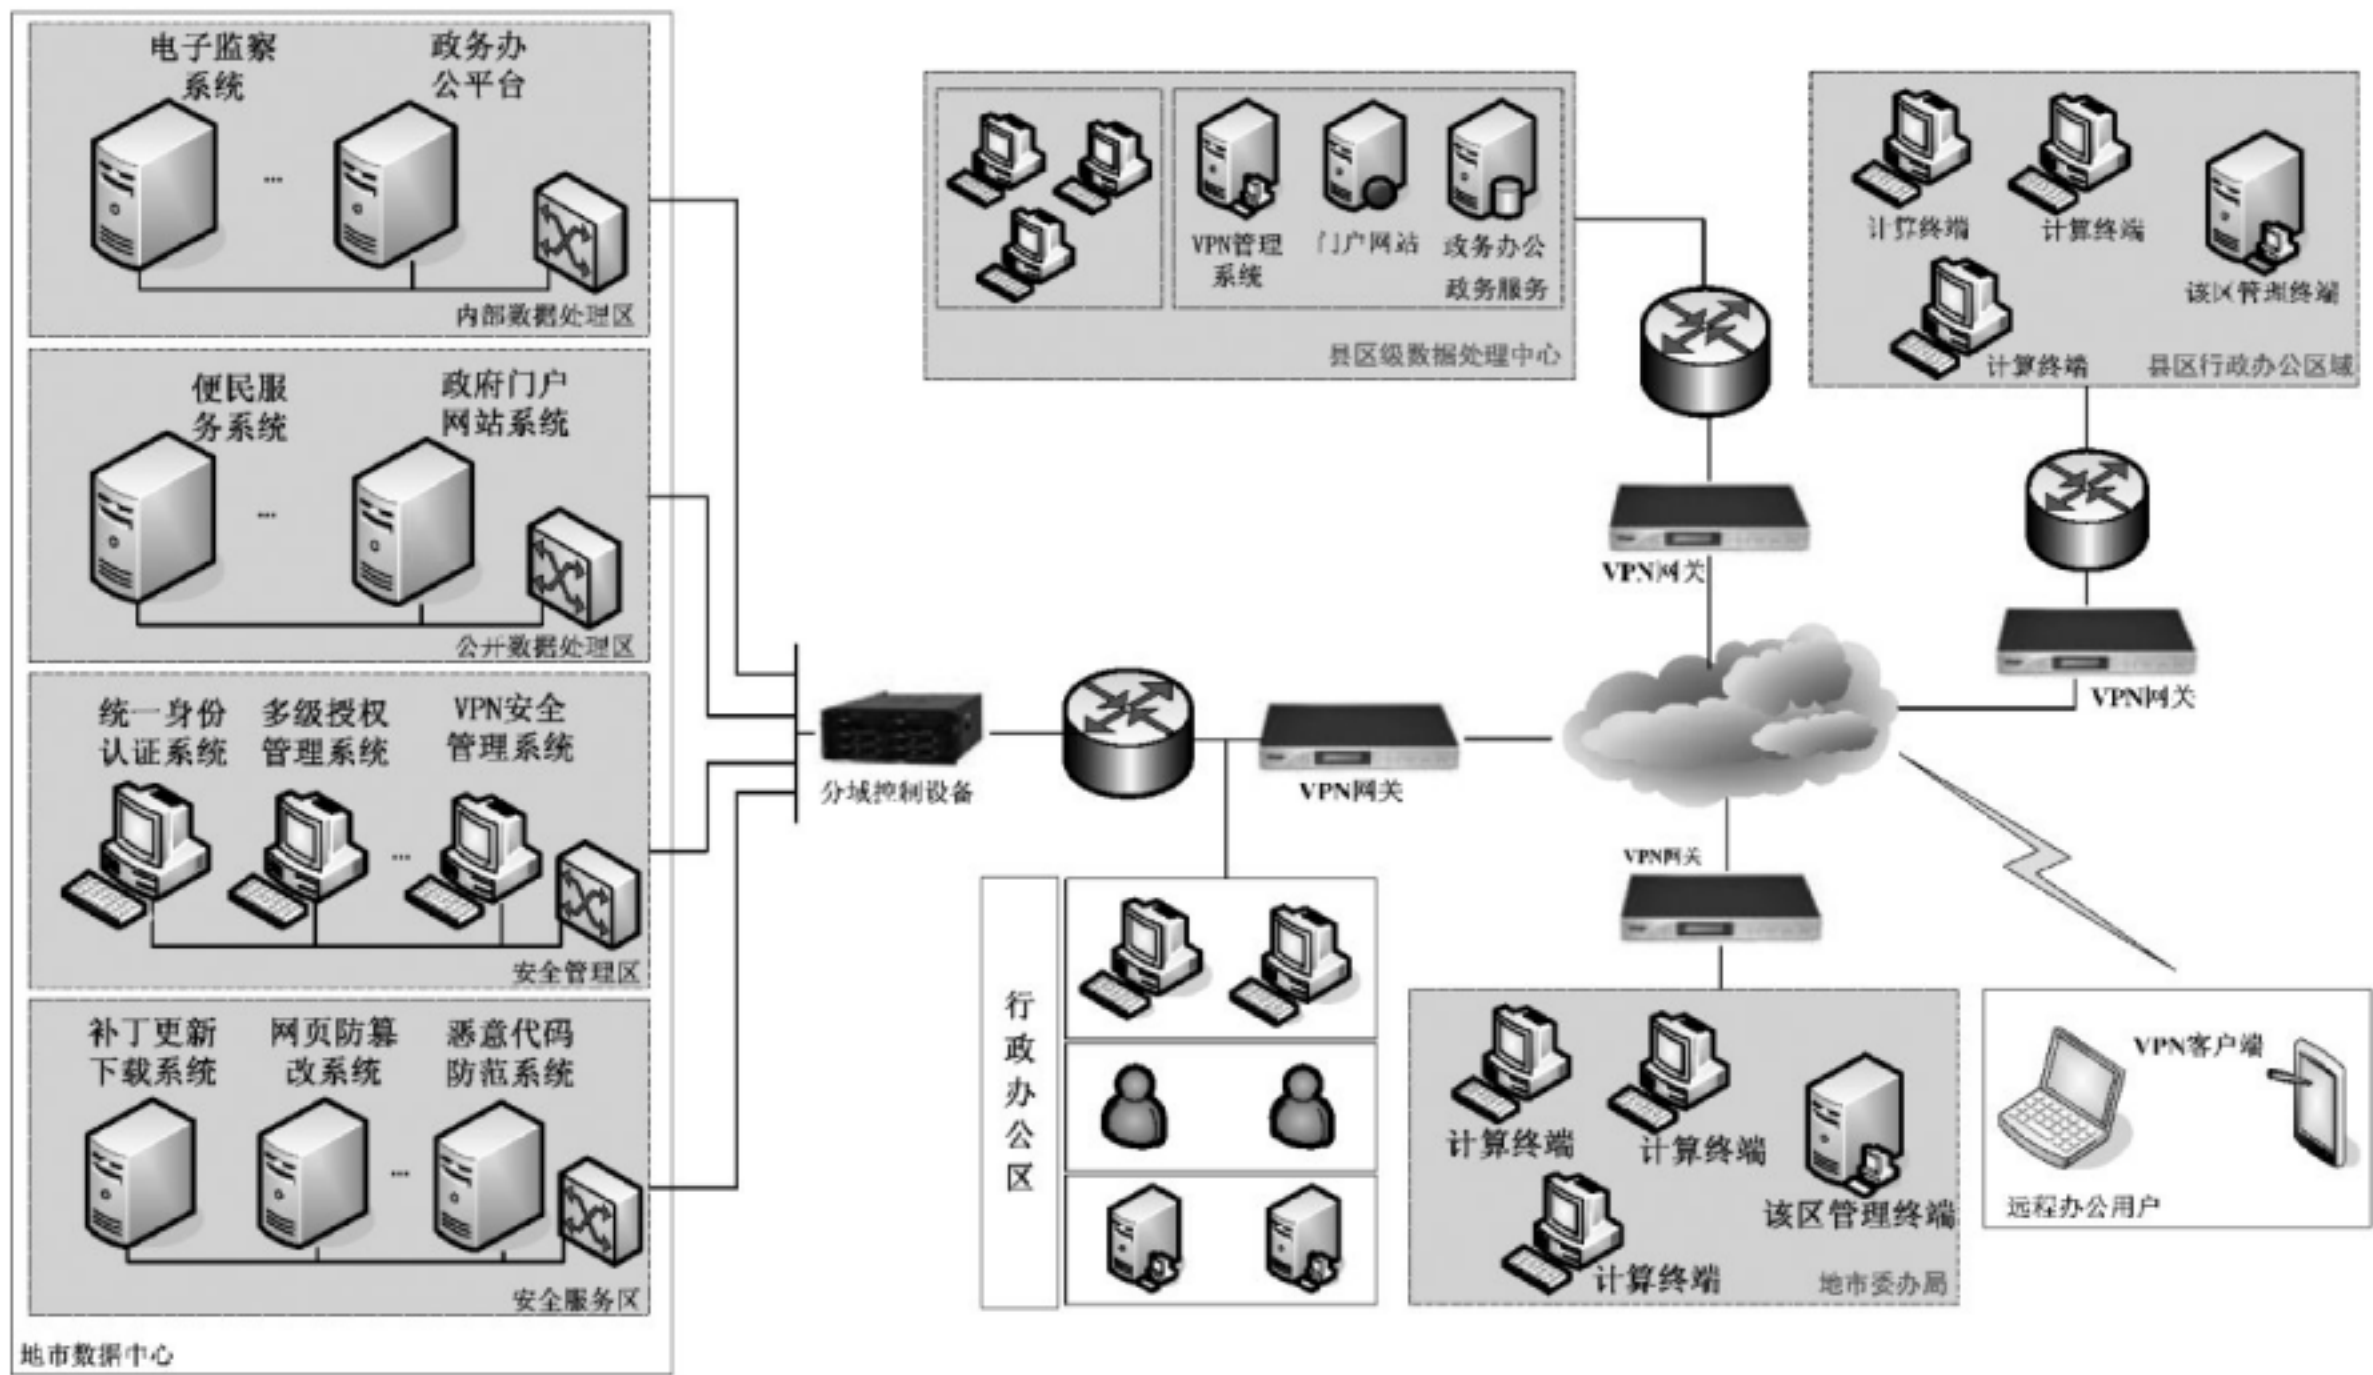 电子监察
系统
政务办
公平台
...
内部数据处理区
便民服
务系统
政府门户
网站系统
...
公开数据处理区
统一身份
认证系统
多级授权
管理系统
VPN安全
管理系统
...
安全管理区
补丁更新
下载系统
网页防篡
改系统
恶意代码
防范系统
...
安全服务区
地市数据中心
分域控制设备
VPN网关
行政办公区
VPN管理
系统
门户网站
政务办公
政务服务
县区级数据处理中心
VPN网关
计算终端
计算终端
该区管理终端
计算终端
县区行政办公区域
VPN网关
VPN网关
计算终端
计算终端
该区管理终端
计算终端
地市委办局
VPN客户端
远程办公用户